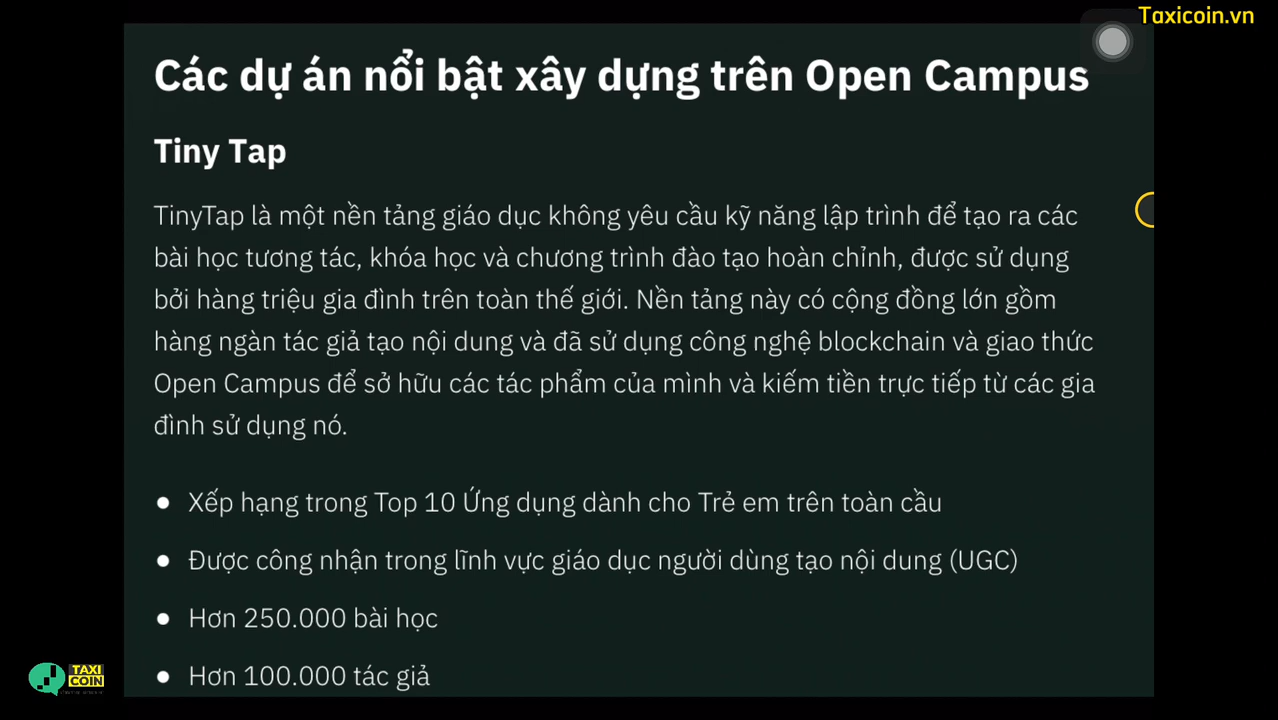 Taxicoin.vn
Các dự án nổi bật xây dựng trên Open Campus
Tiny Tap
TinyTap là một nền tảng giáo dục không yêu cầu kỹ năng lập trình để tạo ra các
bài học tương tác, khóa học và chương trình đào tạo hoàn chỉnh, được sử dụng
bởi hàng triệu gia đình trên toàn thế giới. Nền tảng này có cộng đồng lớn gồm
hàng ngàn tác giả tạo nội dung và đã sử dụng công nghệ blockchain và giao thức
Open Campus để sở hữu các tác phẩm của mình và kiếm tiền trực tiếp từ các gia
đình sử dụng nó.
● Xếp hạng trong Top 10 Ứng dụng dành cho Trẻ em trên toàn cầu
● Được công nhận trong lĩnh vực giáo dục người dùng tạo nội dung (UGC)
● Hơn 250.000 bài học
● Hơn 100.000 tác giả
TAXI
COIN